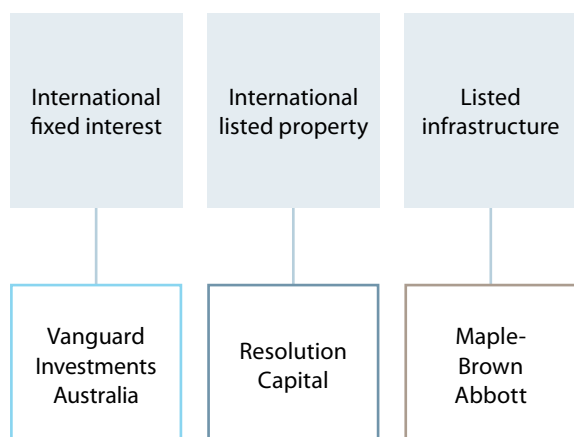 International
fixed interest
International
listed property
Listed
infrastructure
Vanguard
Investments
Australia
Resolution
Capital
Maple-
Brown
Abbott